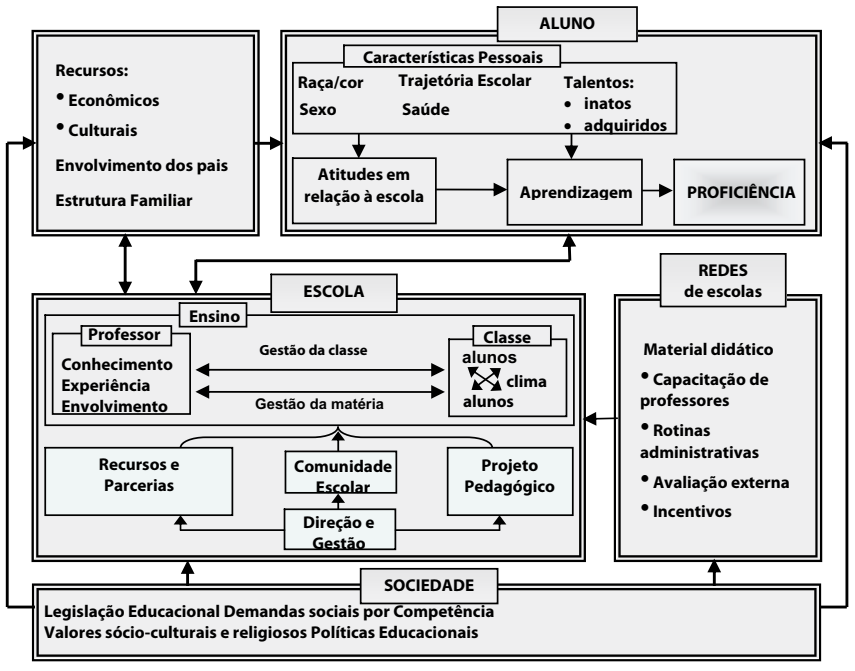 ALUNO
Recursos:
• Econômicos
• Culturais
Envolvimento dos pais
Estrutura Familiar
Características Pessoais
Raça/cor
Trajetória Escolar
Talentos:
Sexo
Saúde
• inatos
• adquiridos
Atitudes em
relação à escola
Aprendizagem
PROFICIÊNCIA
ESCOLA
Ensino
Professor
Conhecimento
Experiência
Envolvimento
Gestão da classe
Gestão da matéria
Classe
alunos
clima
alunos
Recursos e
Parcerias
Comunidade
Escolar
Projeto
Pedagógico
Direção e
Gestão
REDES
de escolas
Material didático
• Capacitação de
professores
• Rotinas
administrativas
• Avaliação externa
• Incentivos
SOCIEDADE
Legislação Educacional Demandas sociais por Competência
Valores sócio-culturais e religiosos Políticas Educacionais